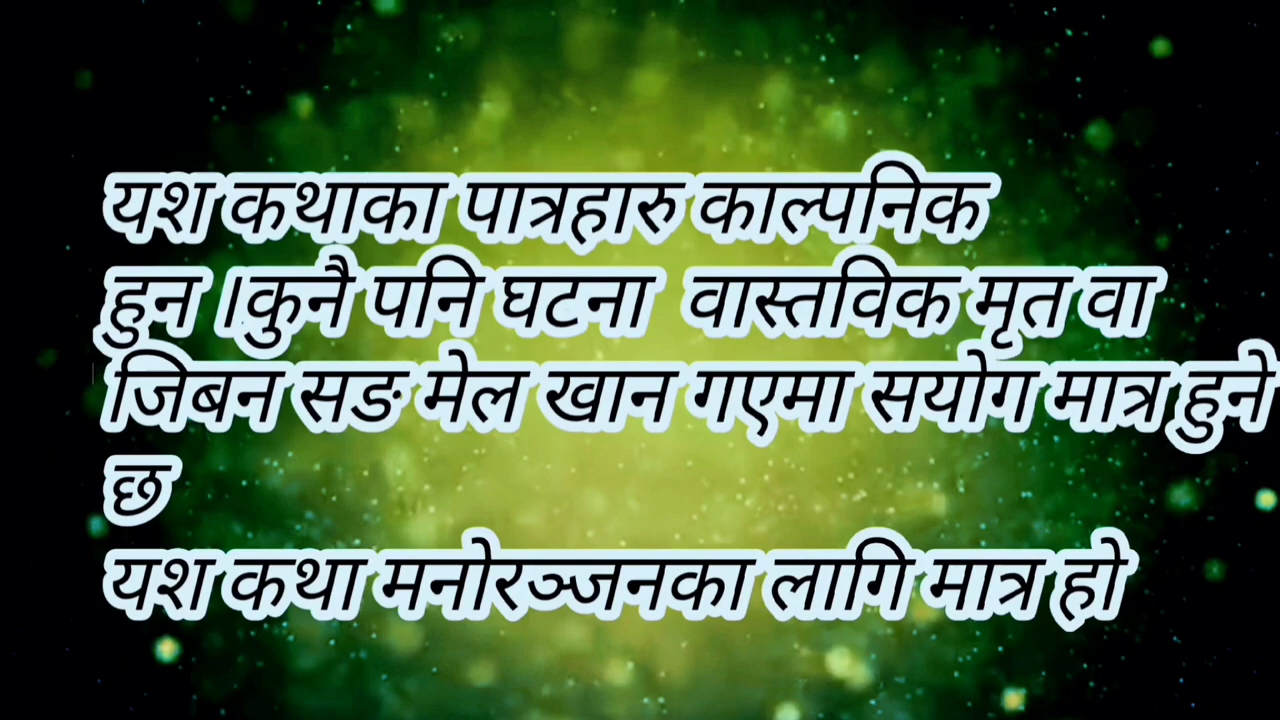 यश कथाका पात्रहारु काल्पनिक
हुन ।कुनै पनि घटना वास्तविक मृत वा
जिबन सङ मेल खान गएमा सयोग मात्र हुने
छ
यश कथा मनोरञ्जनका लागि मात्र हो